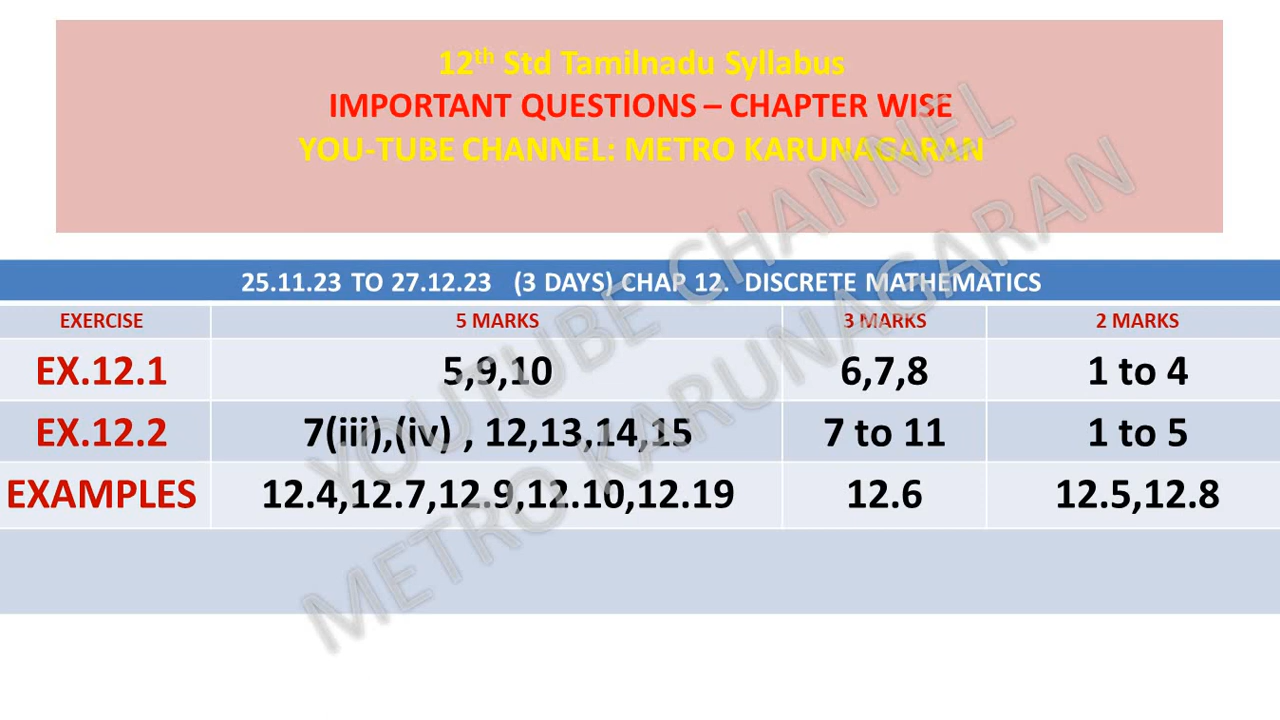 12th Std Tamilnadu Syllabus
IMPORTANT QUESTIONS – CHAPTER WISE
YOU-TUBE CHANNEL: METRO KARUNAGARAN
25.11.23 TO 27.12.23 (3 DAYS) CHAP 12. DISCRETE MATHEMATICS
EXERCISE 5 MARKS 3 MARKS 2 MARKS
EX.12.1 5,9,10 6,7,8 1 to 4
EX.12.2 7(iii),(iv) , 12,13,14,15 7 to 11 1 to 5
EXAMPLES 12.4,12.7,12.9,12.10,12.19 12.6 12.5,12.8
YOUTUBE CHANNEL
METRO KARUNAGARAN